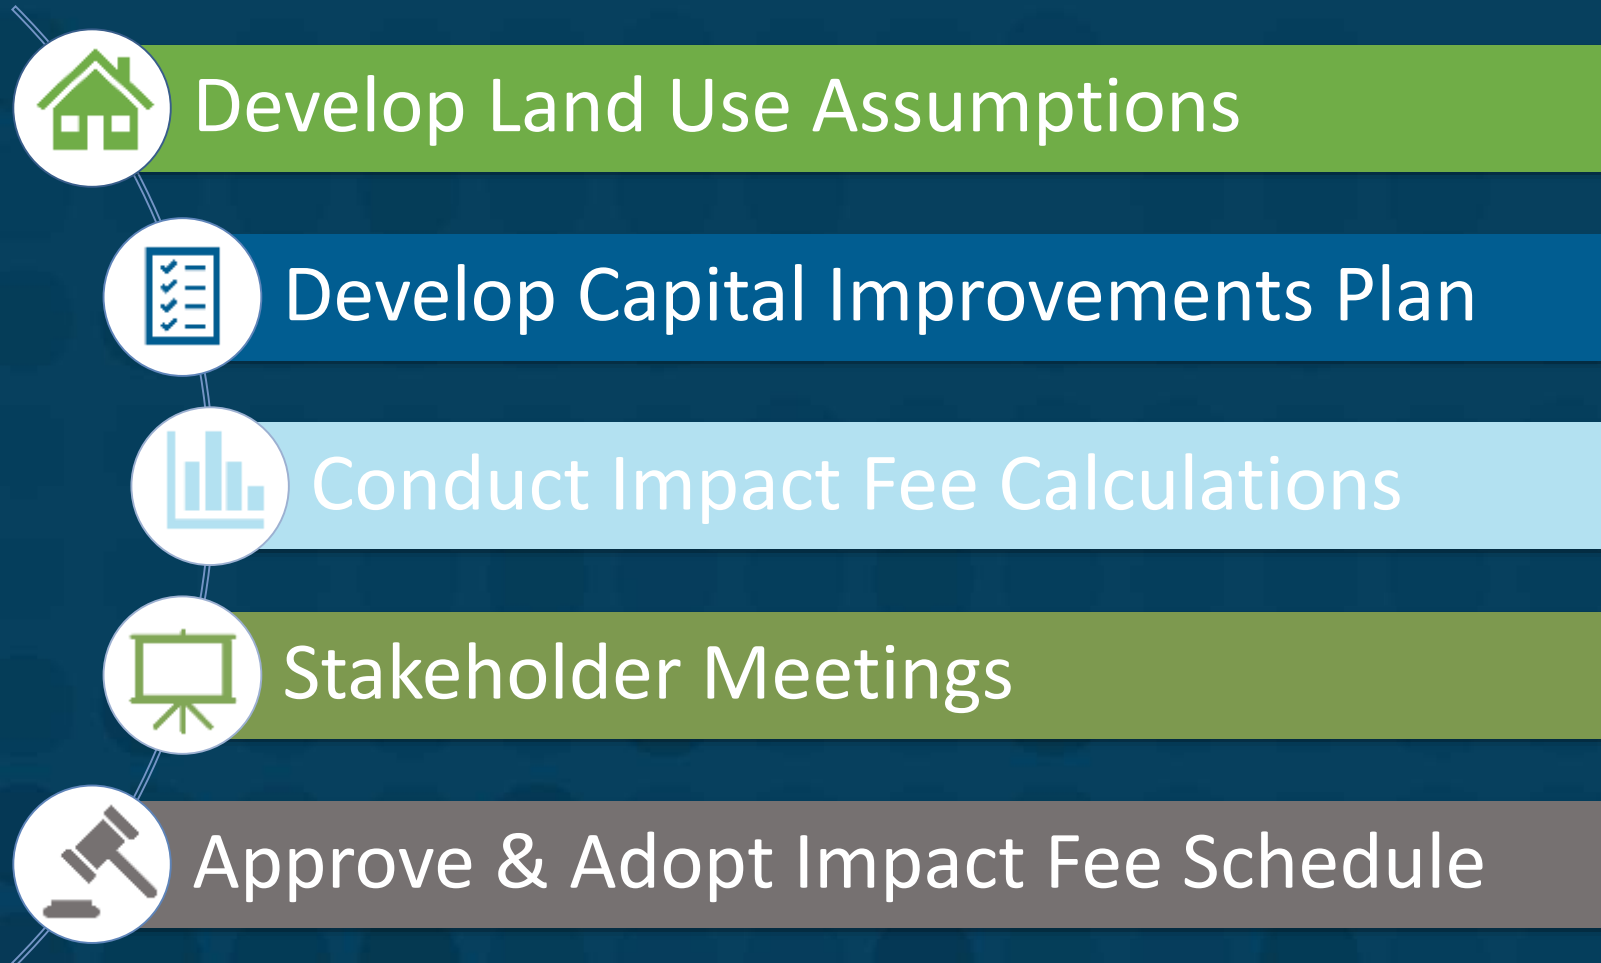 Develop Land Use Assumptions
Develop Capital Improvements Plan
Conduct Impact Fee Calculations
Stakeholder Meetings
Approve & Adopt Impact Fee Schedule